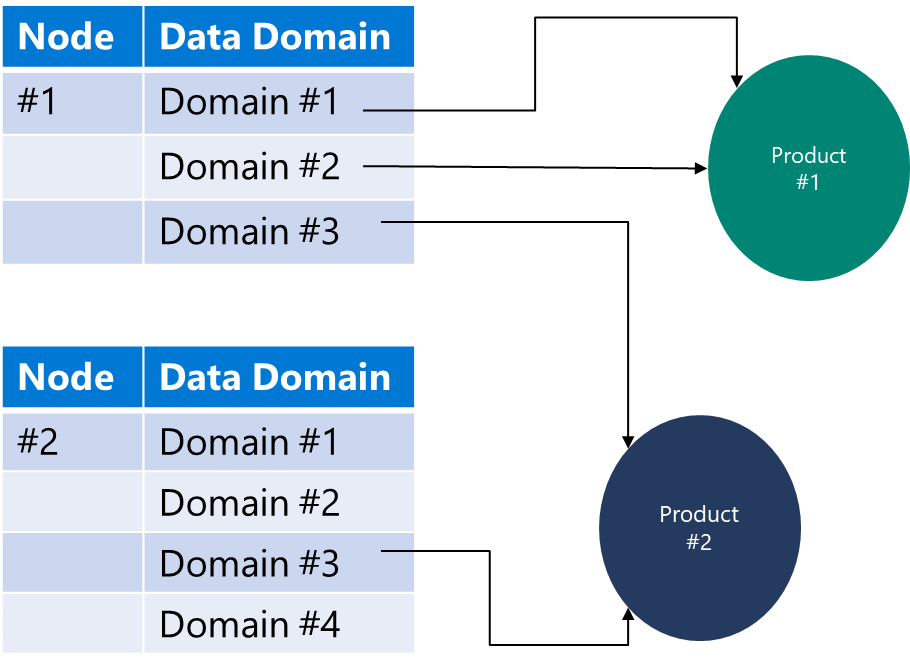 Node Data Domain
#1 Domain #1
Domain #2
Domain #3
Product
#1
Node Data Domain
#2 Domain #1
Domain #2
Domain #3
Domain #4
Product
#2